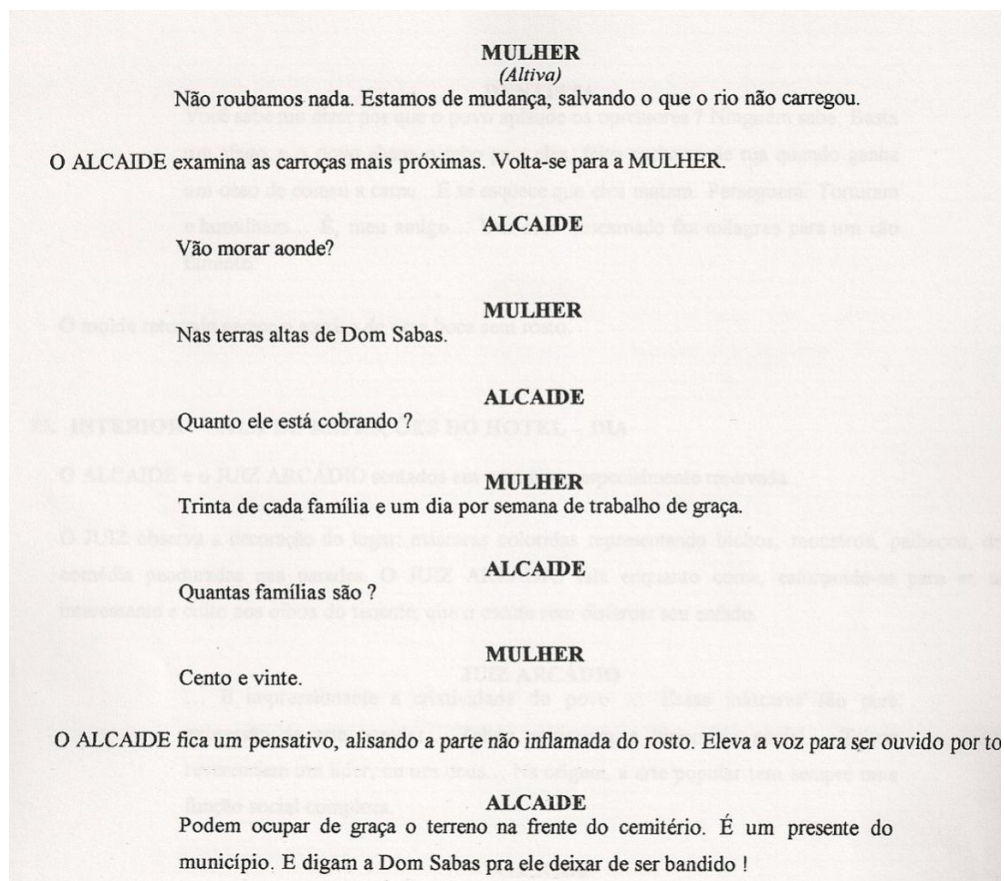 MULHER
(Altiva)
Não roubamos nada. Estamos de mudança, salvando o que o rio não carregou.
O ALCAIDE examina as carroças mais próximas. Volta-se para a MULHER.
ALCAIDE
Vão morar aonde?
MULHER
Nas terras altas de Dom Sabas.
ALCAIDE
Quanto ele está cobrando ?
MULHER
Trinta de cada família e um dia por semana de trabalho de graça.
ALCAIDE
Quantas famílias são ?
MULHER
Cento e vinte.
O ALCAIDE fica um pensativo, alisando a parte não inflamada do rosto. Eleva a voz para ser ouvido por to
ALCAIDE
Podem ocupar de graça o terreno na frente do cemitério. É um presente do
município. E digam a Dom Sabas pra ele deixar de ser bandido !